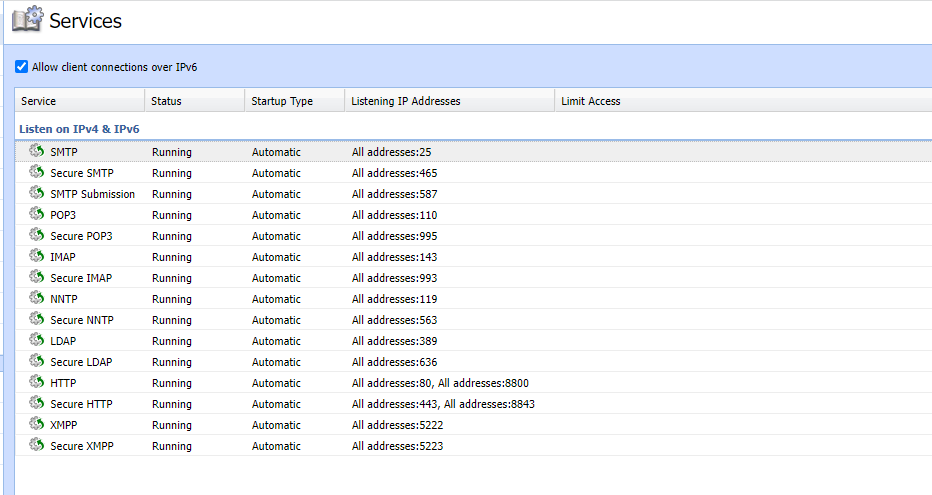 Services
Allow client connections over IPv6
Service Status Startup Type Listening IP Addresses Limit Access
Listen on IPv4 & IPv6
SMTP Running Automatic All addresses:25
Secure SMTP Running Automatic All addresses:465
SMTP Submission Running Automatic All addresses:587
POP3 Running Automatic All addresses:110
Secure POP3 Running Automatic All addresses:995
IMAP Running Automatic All addresses:143
Secure IMAP Running Automatic All addresses:993
NNTP Running Automatic All addresses:119
Secure NNTP Running Automatic All addresses:563
LDAP Running Automatic All addresses:389
Secure LDAP Running Automatic All addresses:636
HTTP Running Automatic All addresses:80, All addresses:8800
Secure HTTP Running Automatic All addresses:443, All addresses:8843
XMPP Running Automatic All addresses:5222
Secure XMPP Running Automatic All addresses:5223